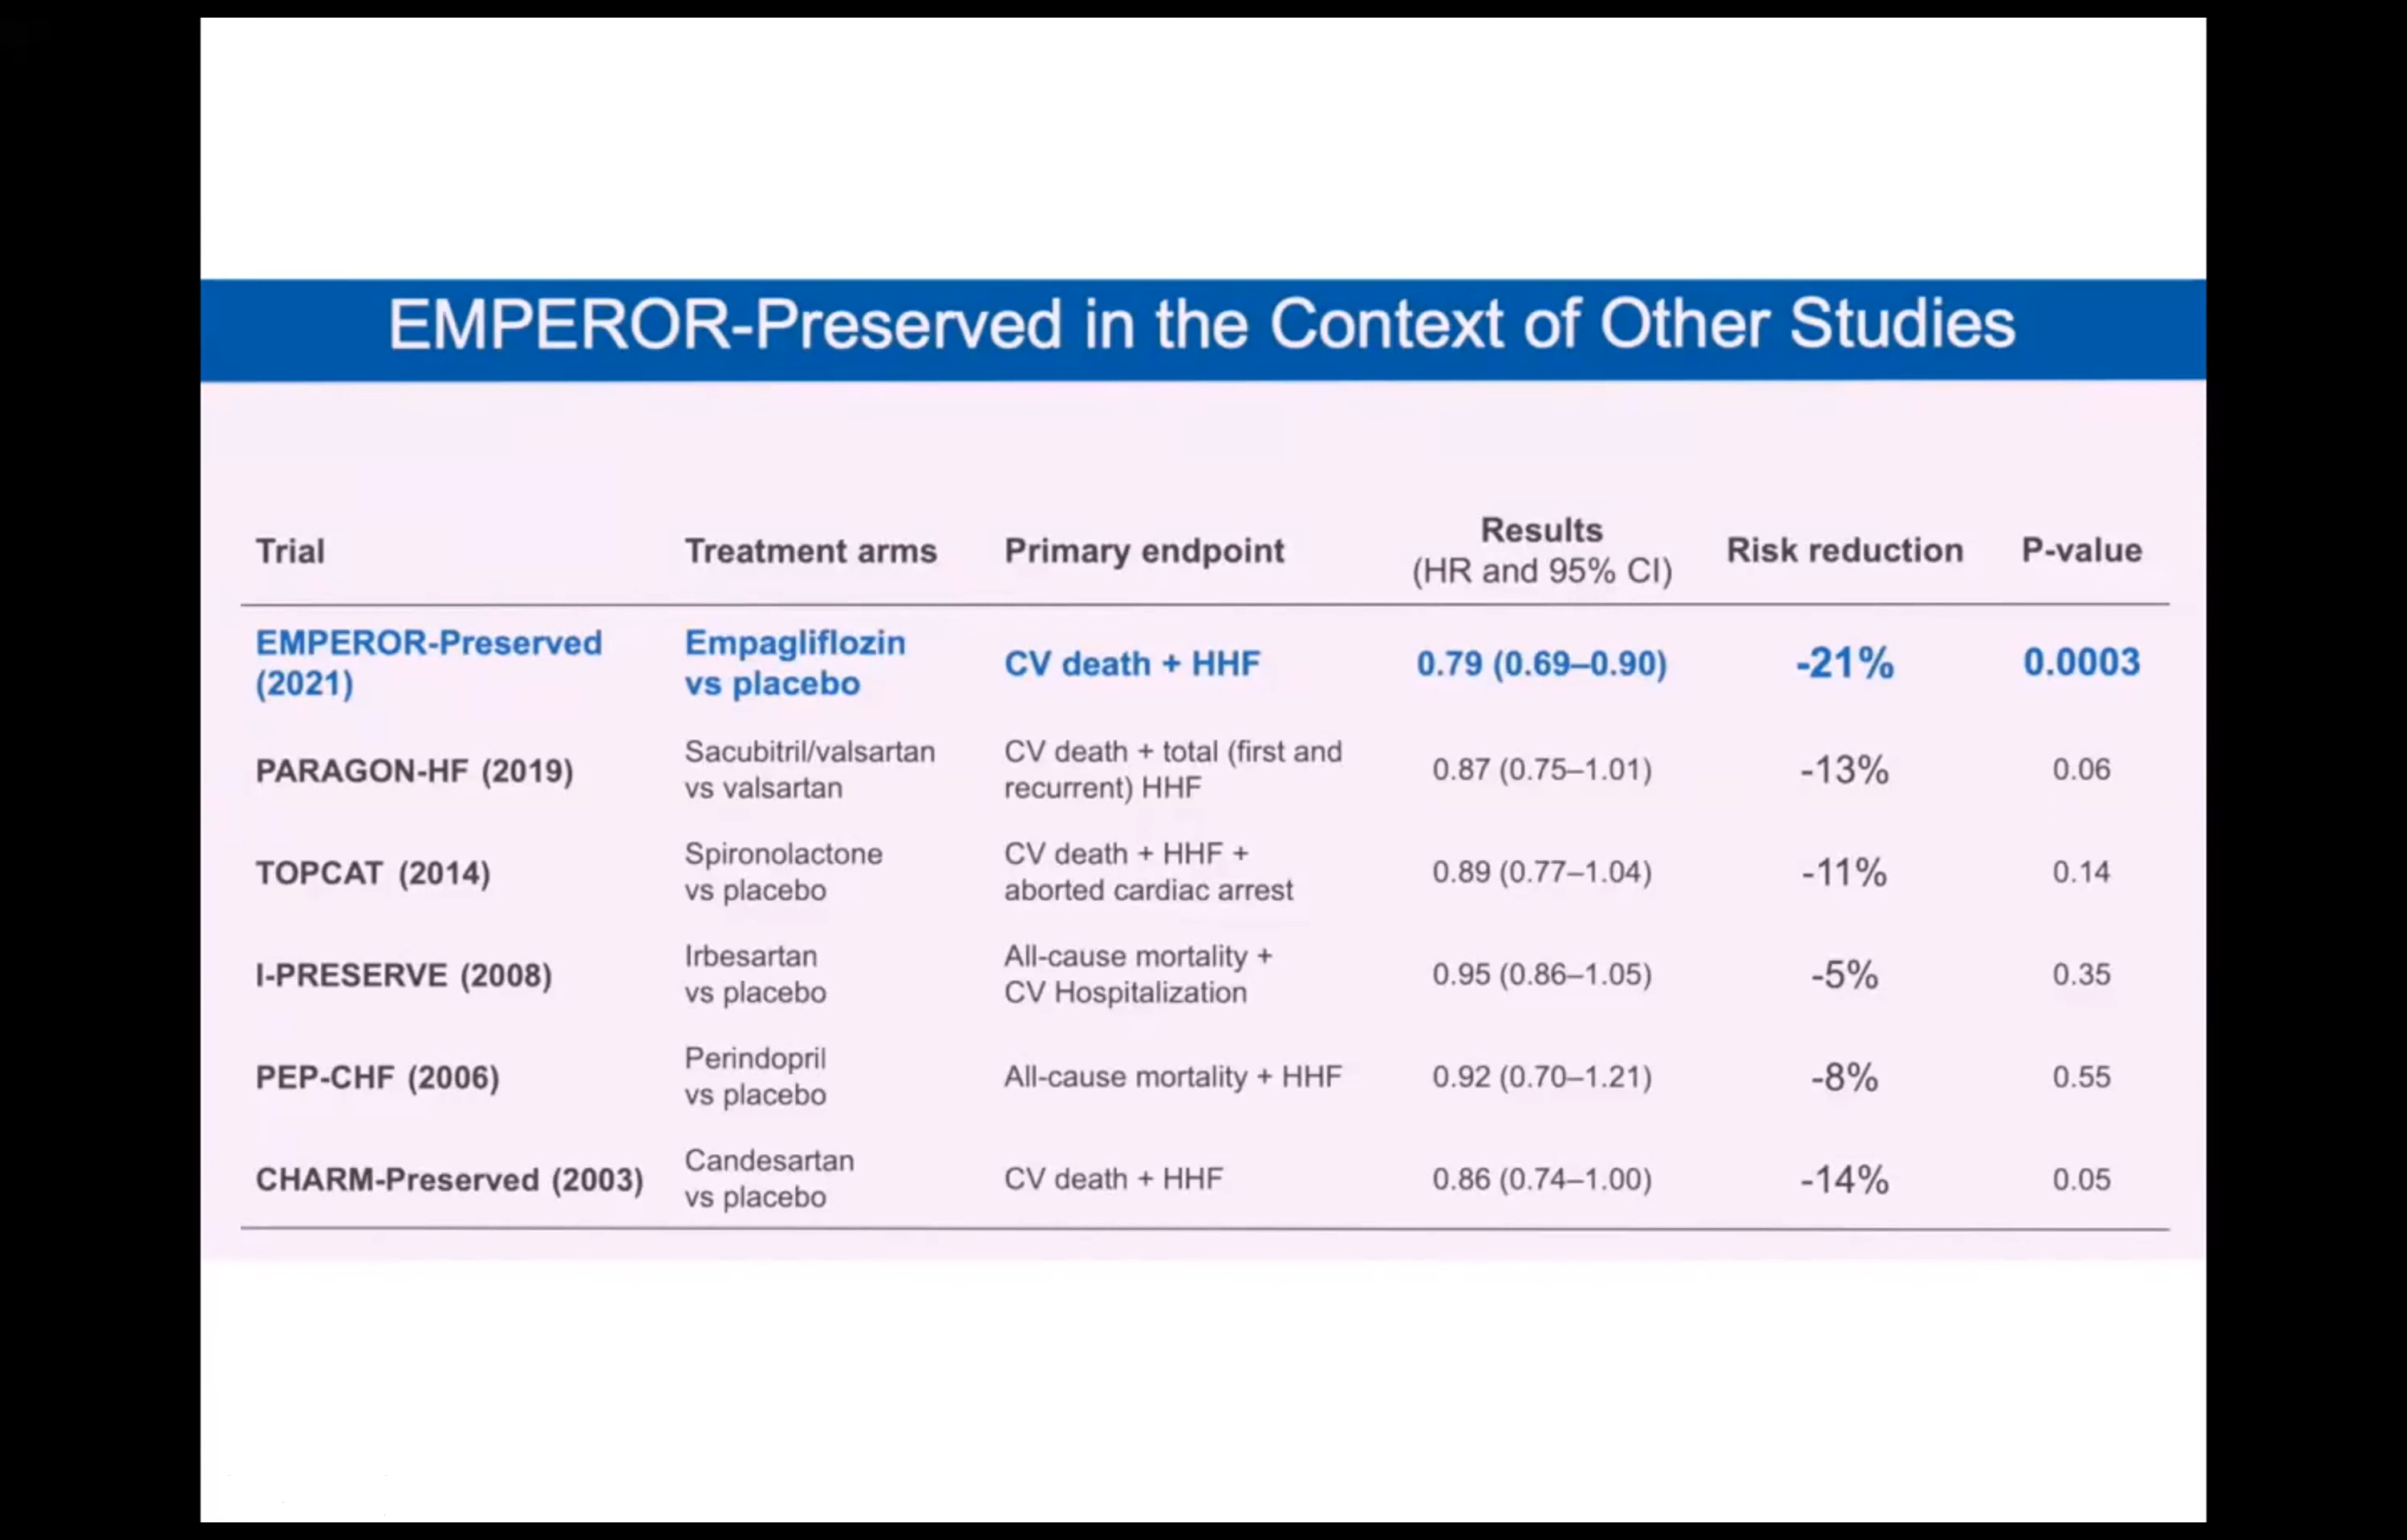 EMPEROR-Preserved in the Context of Other Studies
Trial Treatment arms Primary endpoint Results (HR and 95% CI) Risk reduction P-value
EMPEROR-Preserved (2021) Empagliflozin vs placebo CV death + HHF 0.79 (0.69–0.90) -21% 0.0003
PARAGON-HF (2019) Sacubitril/valsartan vs valsartan CV death + total (first and recurrent) HHF 0.87 (0.75–1.01) -13% 0.06
TOPCAT (2014) Spironolactone vs placebo CV death + HHF + aborted cardiac arrest 0.89 (0.77–1.04) -11% 0.14
I-PRESERVE (2008) Irbesartan vs placebo All-cause mortality + CV Hospitalization 0.95 (0.86–1.05) -5% 0.35
PEP-CHF (2006) Perindopril vs placebo All-cause mortality + HHF 0.92 (0.70–1.21) -8% 0.55
CHARM-Preserved (2003) Candesartan vs placebo CV death + HHF 0.86 (0.74–1.00) -14% 0.05